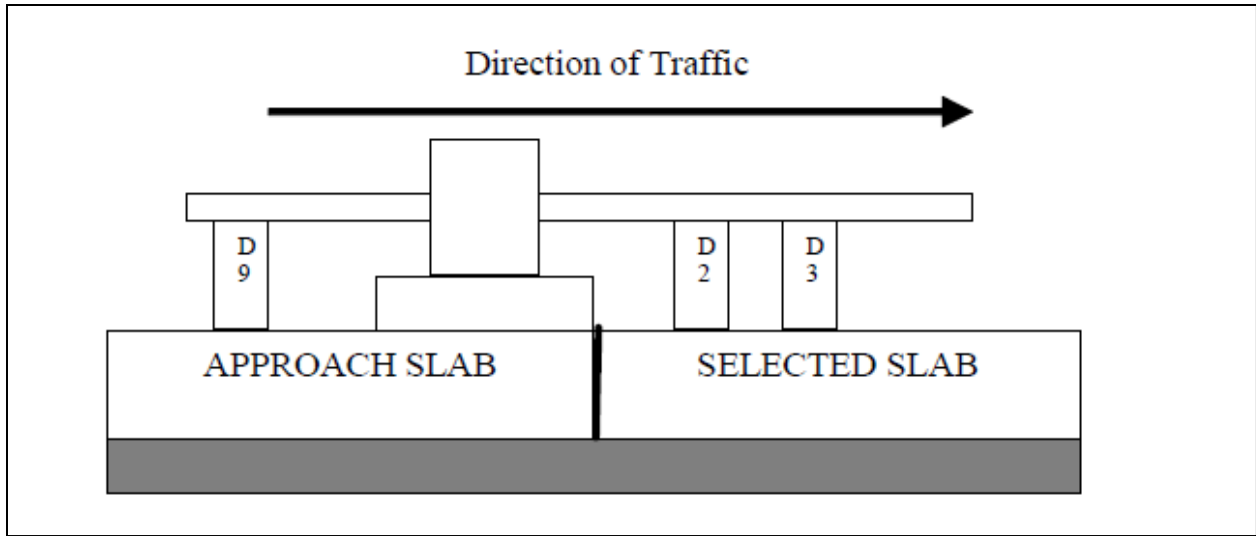 Direction of Traffic
D
9
D
2
D
3
APPROACH SLAB
SELECTED SLAB